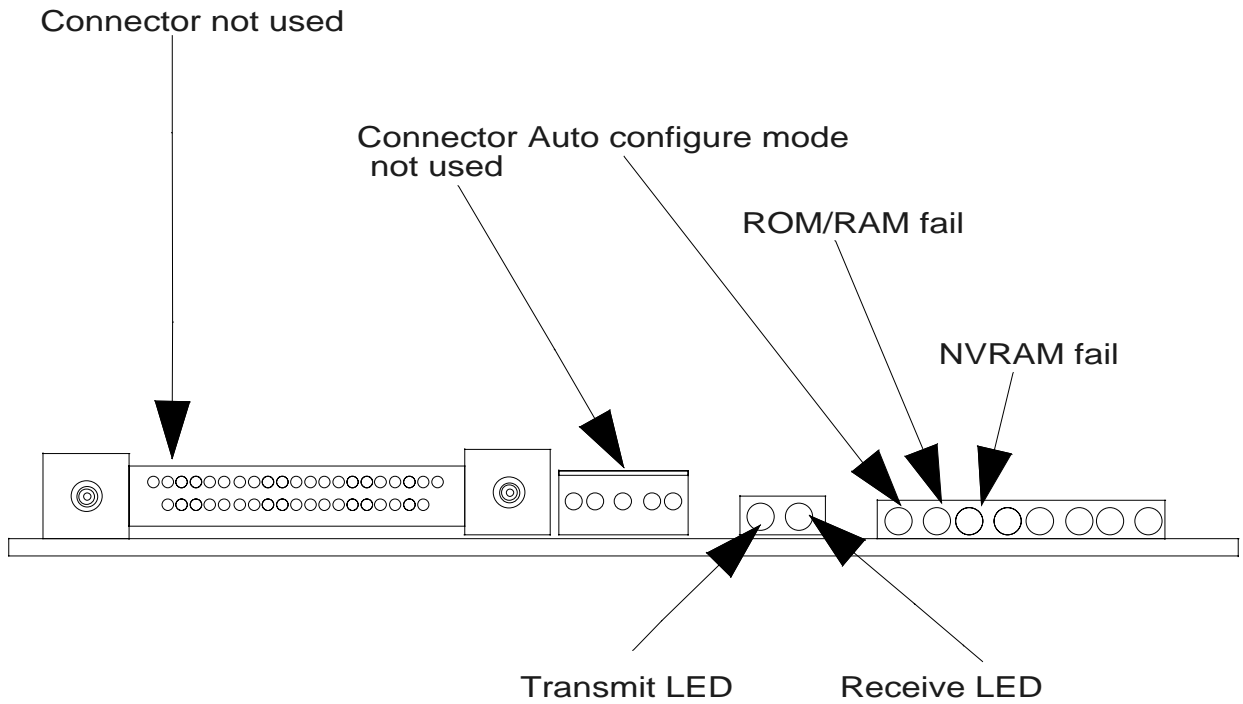 Connector not used
Connector
not used
Auto configure mode
ROM/RAM fail
NVRAM fail
Transmit LED
Receive LED